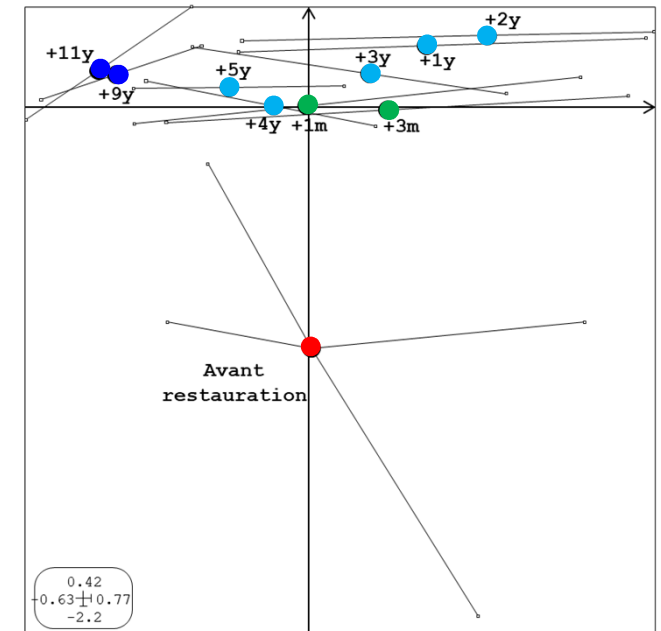 +2y
+11y
+3y
+1y
+5y
+9y
+4y
+1m
+3m
Avant
restauration
0.42
-0.63
0.77
-2.2